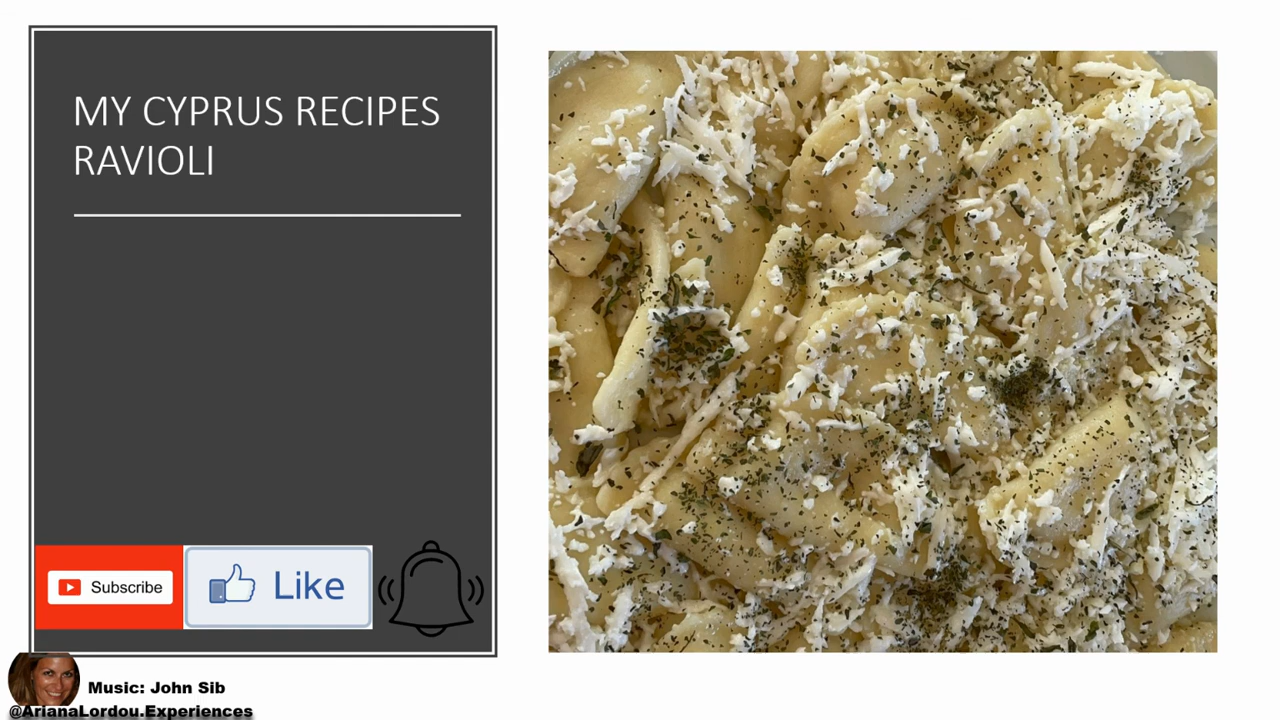 MY CYPRUS RECIPES
RAVIOLI
Subscribe
Like
Music: John Sib
@ArianaLordou.Experiences